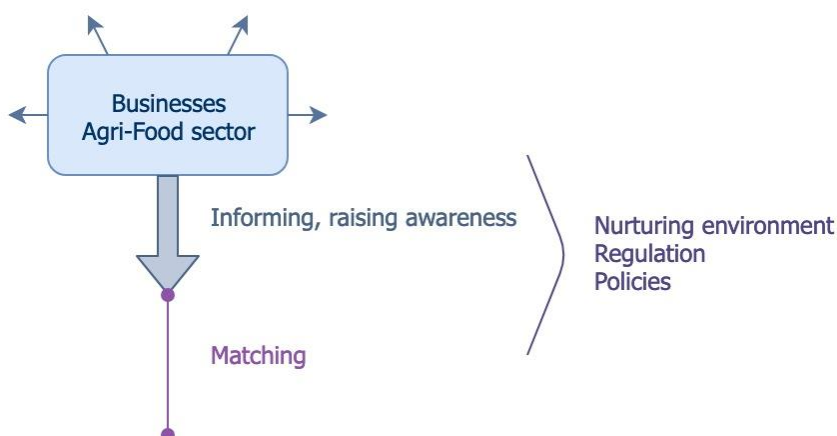 Businesses
Agri-Food sector
Informing, raising awareness
Nurturing environment
Regulation
Policies
Matching